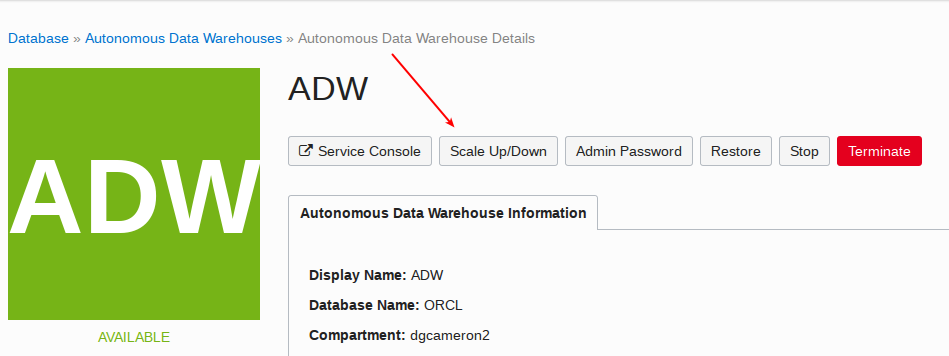 Database » Autonomous Data Warehouses » Autonomous Data Warehouse Details
ADW
ADW
Service Console Scale Up/Down Admin Password Restore Stop Terminate
Autonomous Data Warehouse Information
Display Name: ADW
Database Name: ORCL
Compartment: dgcameron2
AVAILABLE